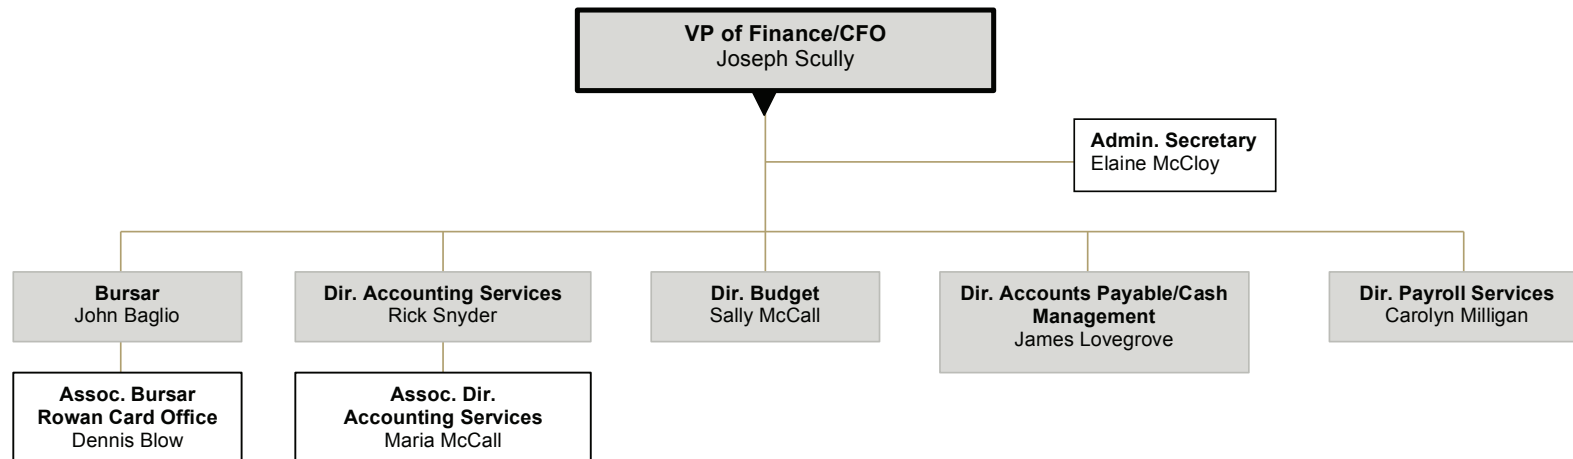 VP of Finance/CFO
Joseph Scully
Admin. Secretary
Elaine McCloy
Bursar
John Baglio
Dir. Accounting Services
Rick Snyder
Dir. Budget
Sally McCall
Dir. Accounts Payable/Cash
Management
James Lovegrove
Dir. Payroll Services
Carolyn Milligan
Assoc. Bursar
Rowan Card Office
Dennis Blow
Assoc. Dir.
Accounting Services
Maria McCall